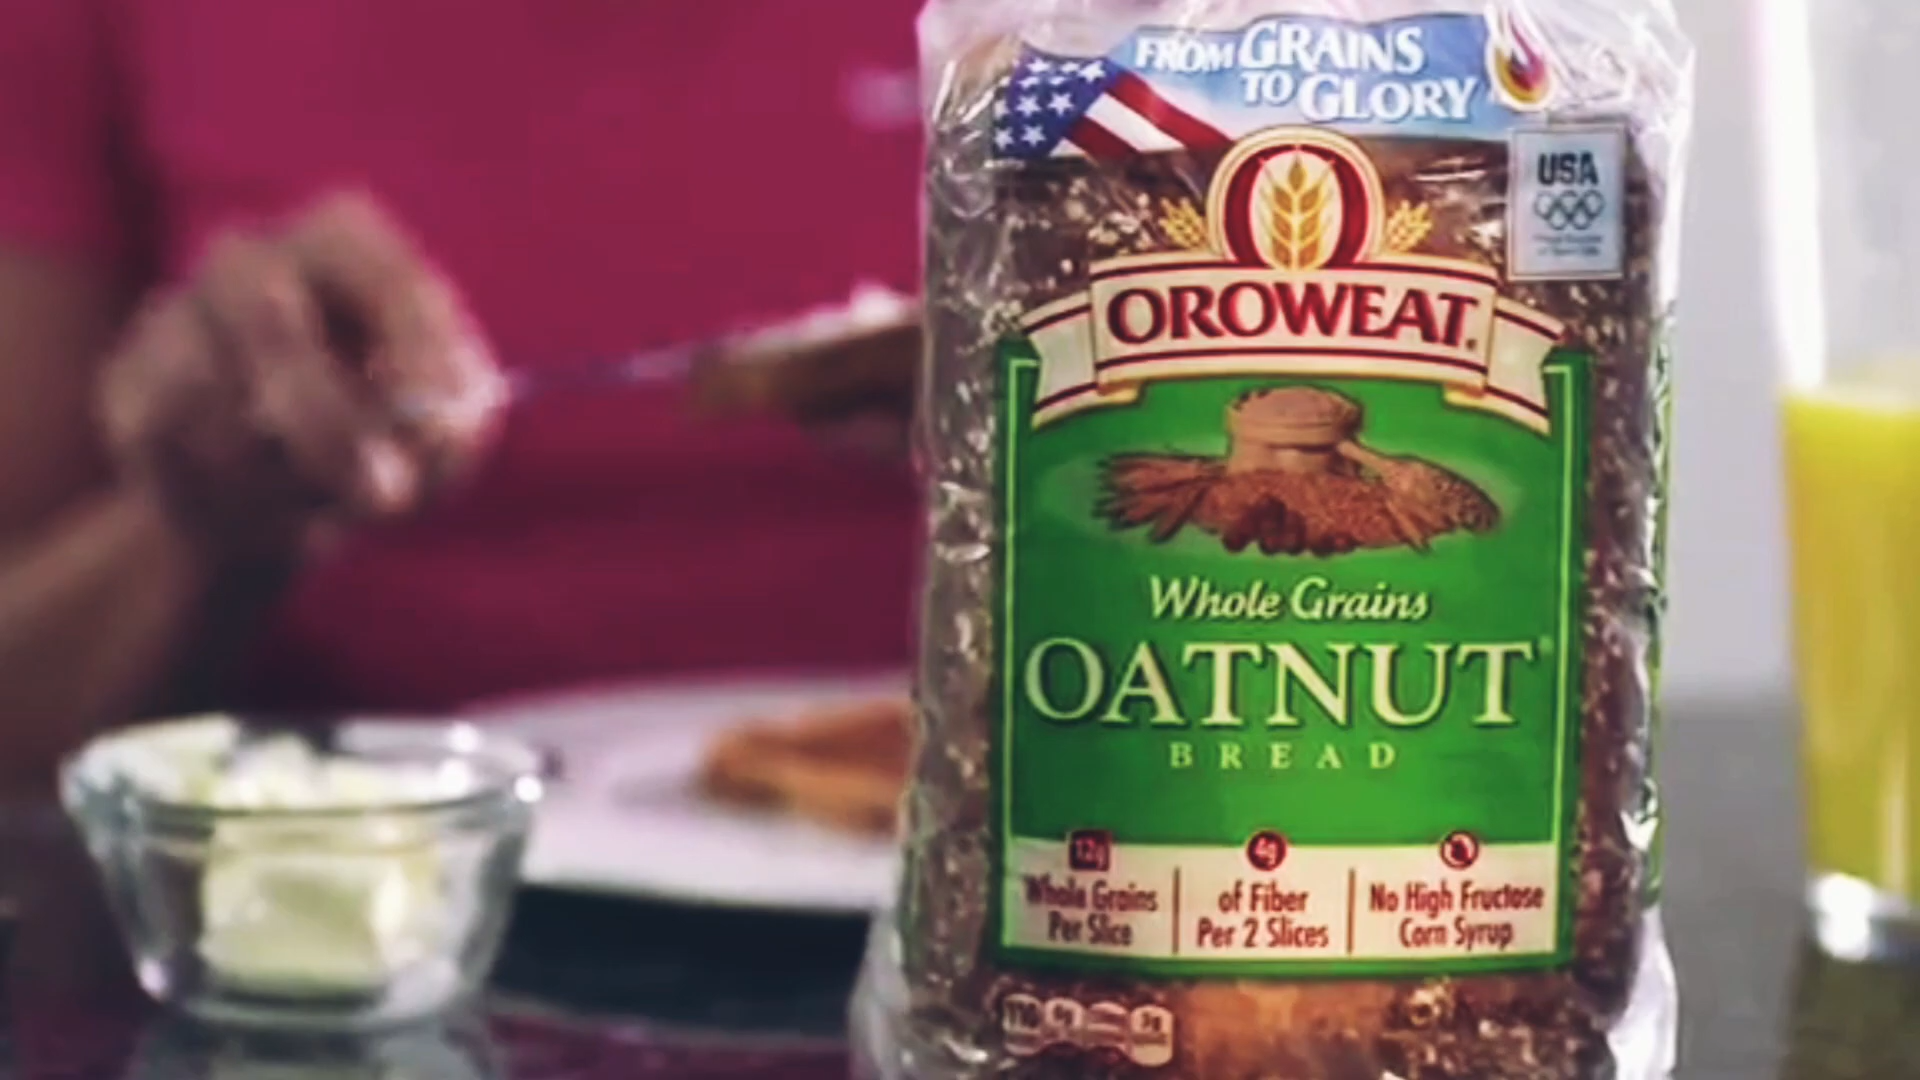 FROM GRAINS
TO GLORY
USA
OROWEAT
Whole Grains
OATNUT
BREAD
12g
Whole Grains
Per Slice
4g
of Fiber
Per 2 Slices
No High Fructose
Corn Syrup
110